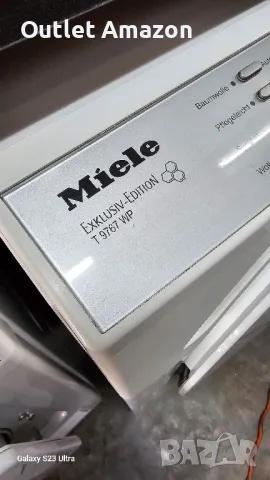 Outlet Amazon
Miele
EXKLUSIV-EDITION
T 9767 WP
Baumwolle
Pflegeleicht
Galaxy S23 Ultra
BAZAR